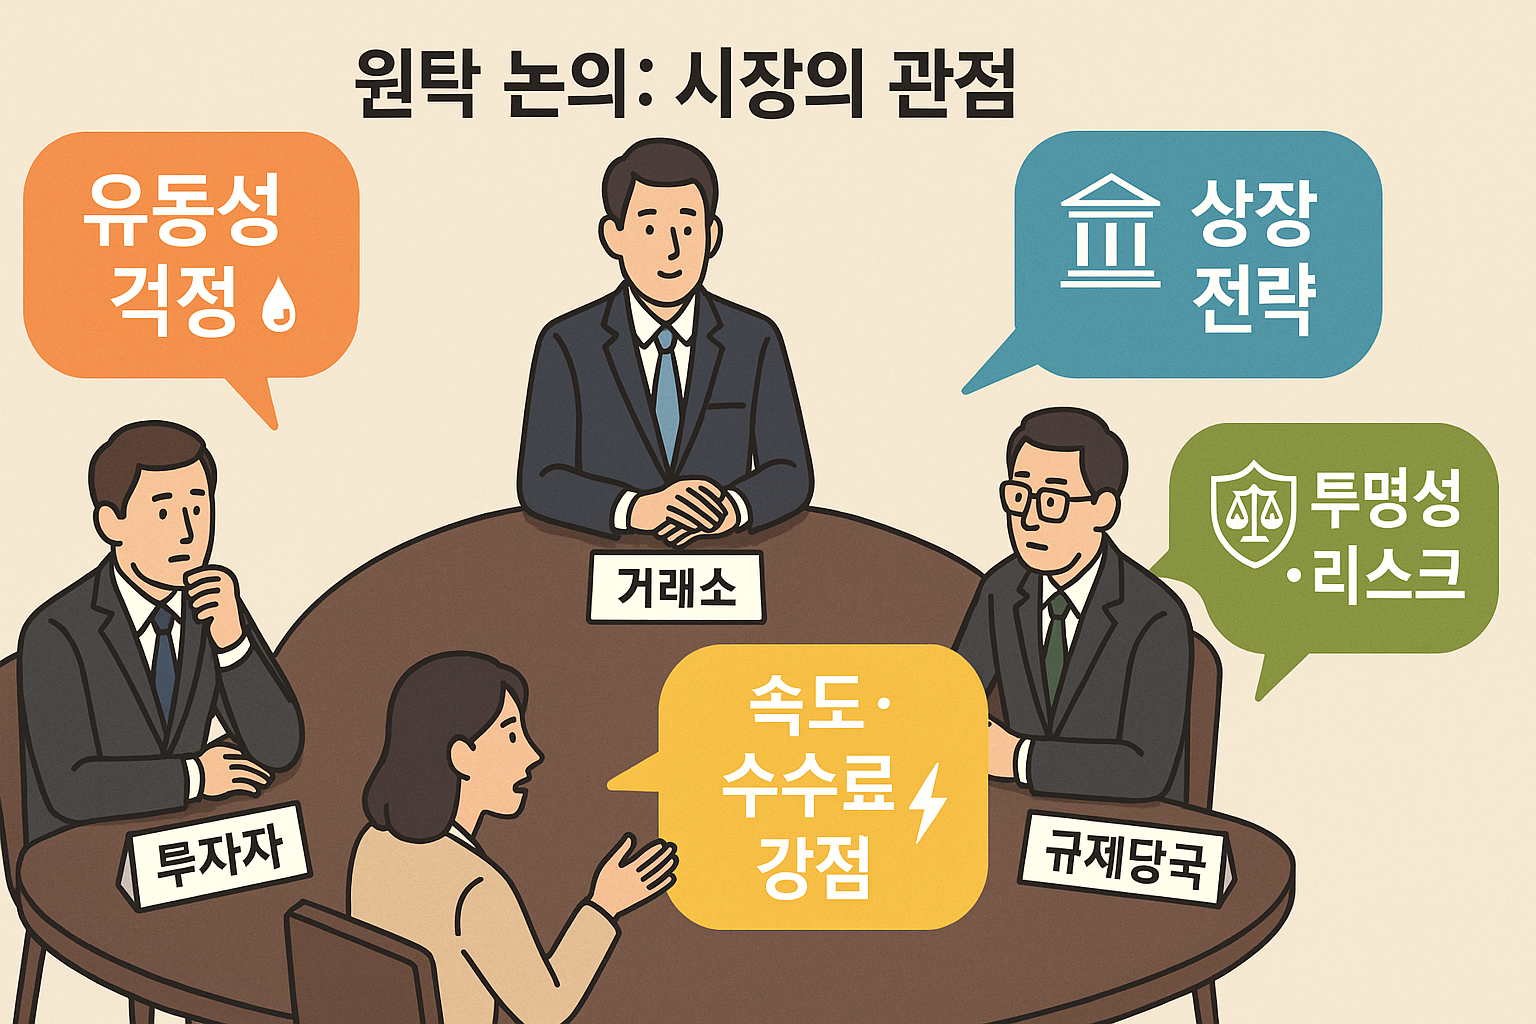 원탁 논의: 시장의 관점
유동성
걱정
상장
전략
투명성
·리스크
거래소
속도·
수수료
강점
투자자
규제당국